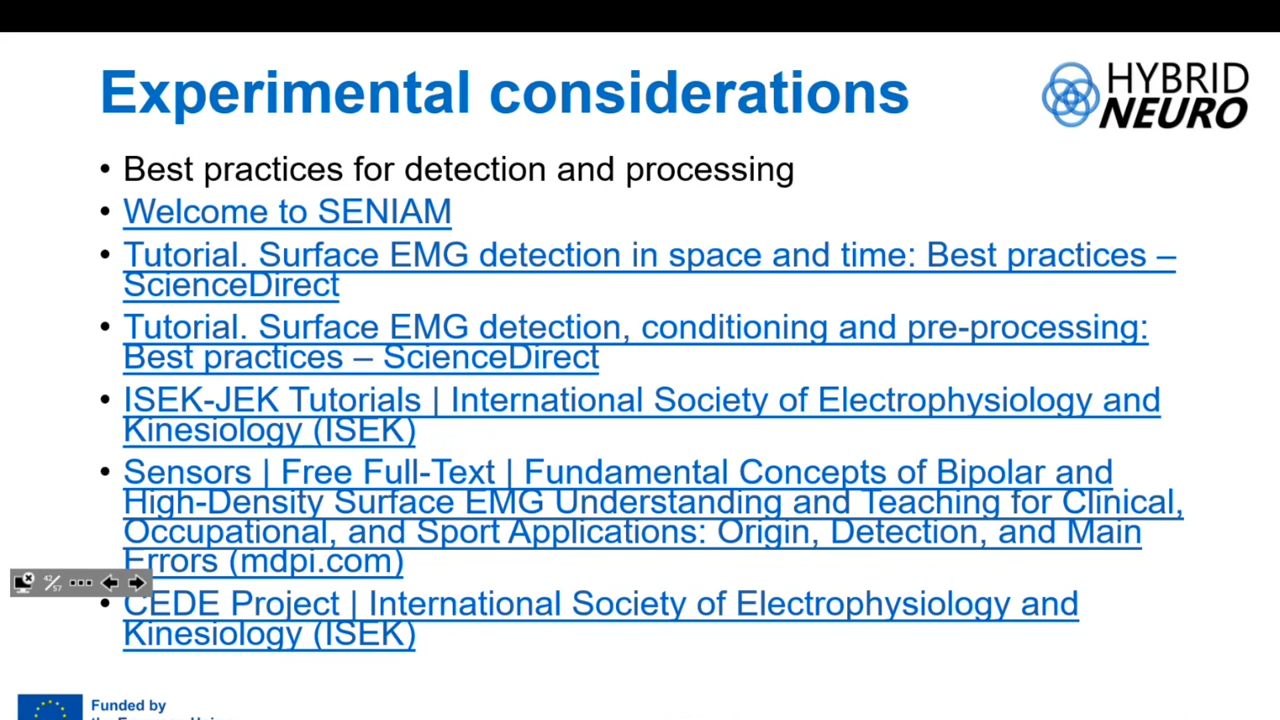 Experimental considerations
HYBRID
NEURO
• Best practices for detection and processing
• Welcome to SENIAM
• Tutorial. Surface EMG detection in space and time: Best practices –
ScienceDirect
• Tutorial. Surface EMG detection, conditioning and pre-processing:
Best practices – ScienceDirect
• ISEK-JEK Tutorials | International Society of Electrophysiology and
Kinesiology (ISEK)
• Sensors | Free Full-Text | Fundamental Concepts of Bipolar and
High-Density Surface EMG Understanding and Teaching for Clinical,
Occupational, and Sport Applications: Origin, Detection, and Main
Errors (mdpi.com)
42/57
• CEDE Project | International Society of Electrophysiology and
Kinesiology (ISEK)
Funded by